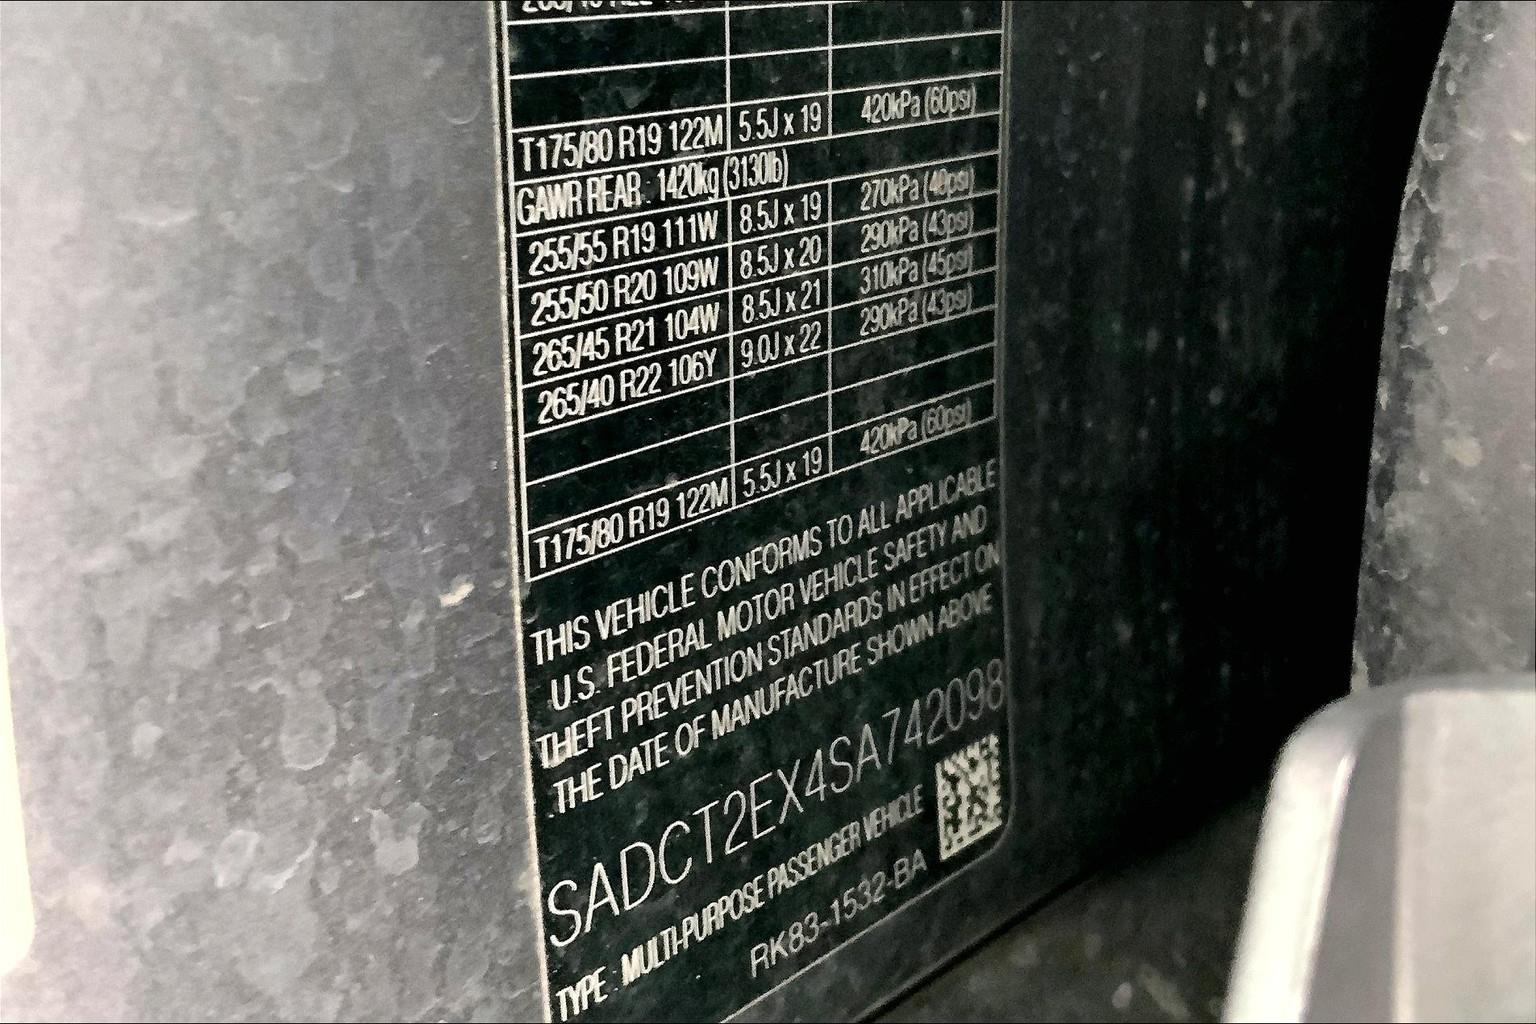 T175/80 R19 122M 5.5J x 19 420kPa (60psi)
GAWR REAR : 1420kg (3130lb)
255/55 R19 111W 8.5J x 19 270kPa (40psi)
255/50 R20 109W 8.5J x 20 290kPa (43psi)
265/45 R21 104W 8.5J x 21 310kPa (45psi)
265/40 R22 106Y 9.0J x 22 290kPa (43psi)
T175/80 R19 122M 5.5J x 19 420kPa (60psi)
THIS VEHICLE CONFORMS TO ALL APPLICABLE
U.S. FEDERAL MOTOR VEHICLE SAFETY AND
THEFT PREVENTION STANDARDS IN EFFECT ON
THE DATE OF MANUFACTURE SHOWN ABOVE
SADCT2EX4SA742098
TYPE : MULTI-PURPOSE PASSENGER VEHICLE
RK83-1532-BA